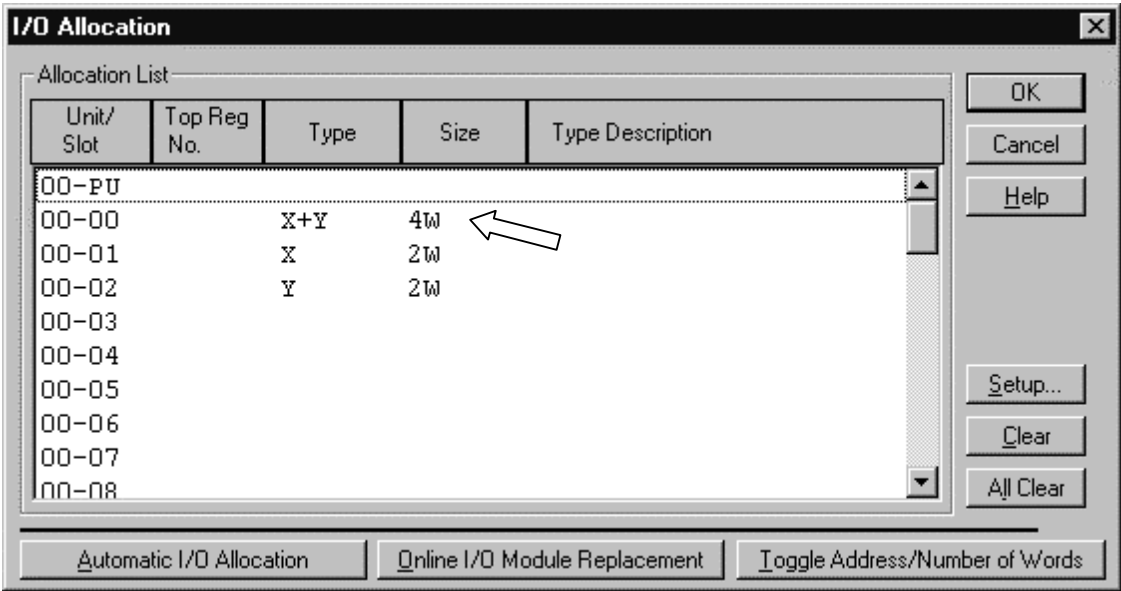 I/O Allocation
Allocation List
Unit/ Slot Top Reg No. Type Size Type Description
00-PU
00-00 X+Y 4W
00-01 X 2W
00-02 Y 2W
00-03
00-04
00-05
00-06
00-07
00-08
OK
Cancel
Help
Setup...
Clear
All Clear
Automatic I/O Allocation Online I/O Module Replacement Toggle Address/Number of Words